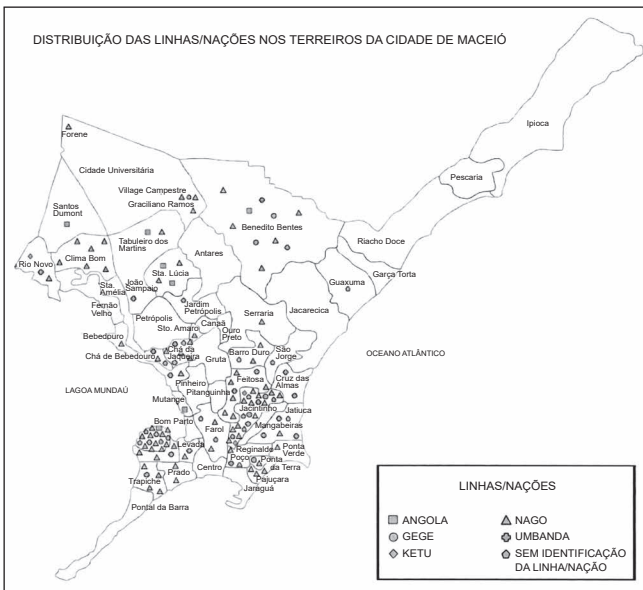 DISTRIBUIÇÃO DAS LINHAS/NAÇÕES NOS TERREIROS DA CIDADE DE MACEIÓ
Ipioca
Forene
Cidade Universitária
Pescaria
Village Campestre
Graciliano Ramos
Santos
Dumont
Benedito Bentes
Tabuleiro dos
Martins
Riacho Doce
Antares
Rio Novo
Clima Bom
Sta. Lúcia
Garça Torta
Guaxuma
Sta.
Amélia
João
Sampaio
Fernão
Velho
Jardim
Petrópolis
Jacarecica
Petrópolis
Canaã
Serraria
Sto. Amaro
Ouro
Preto
Bebedouro
Chã da
Jaqueira
São
Jorge
Chã de Bebedouro
Gruta
Barro Duro
OCEANO ATLÂNTICO
Feitosa
Cruz das
Almas
Pinheiro
LAGOA MUNDAÚ
Pitanguinha
Mutange
Jacintinho
Jatiuca
Bom Parto
Mangabeiras
Farol
Levada
Reginaldo
Ponta
Verde
Poço
Ponta
da Terra
Prado
Centro
Trapiche
Pajuçara
Jaraguá
Pontal da Barra
LINHAS/NAÇÕES
ANGOLA
NAGO
GEGE
UMBANDA
KETU
SEM IDENTIFICAÇÃO
DA LINHA/NAÇÃO